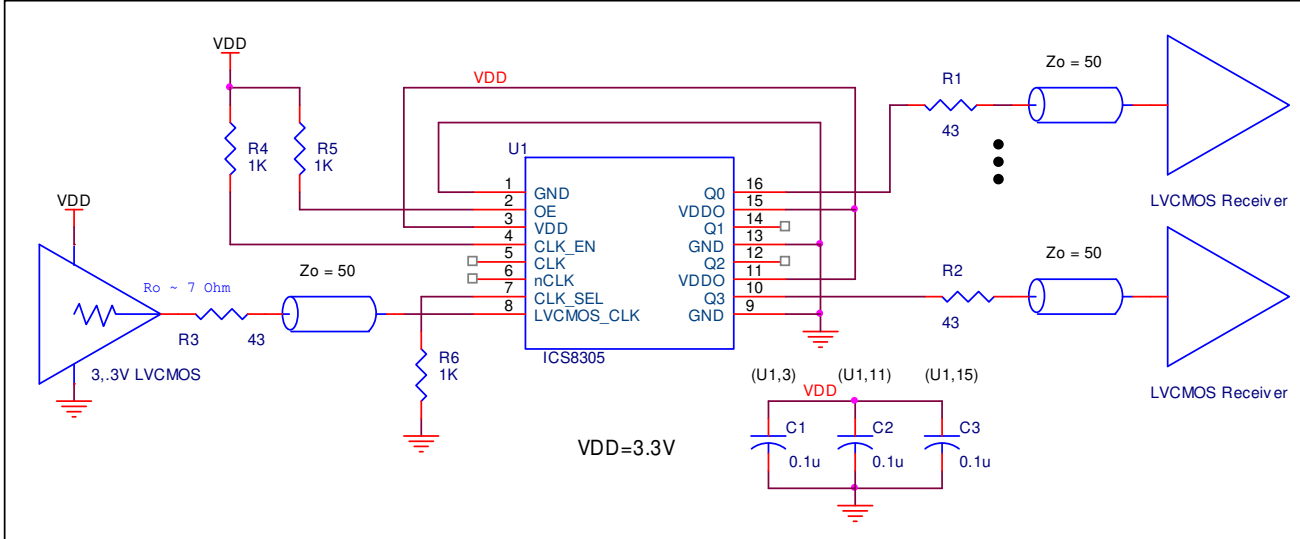 VDD
R4
1K
R5
1K
VDD
VDD
Ro ~ 7 Ohm
R3
43
3,.3V LVCMOS
Zo = 50
R6
1K
U1
1 GND
2 OE
3 VDD
4 CLK_EN
5 CLK
6 nCLK
7 CLK_SEL
8 LVCMOS_CLK
Q0 16
VDDO 15
Q1 14
GND 13
Q2 12
VDDO 11
Q3 10
GND 9
ICS8305
R1
43
Zo = 50
LVCMOS Receiver
R2
43
Zo = 50
LVCMOS Receiver
VDD=3.3V
(U1,3) (U1,11) (U1,15)
VDD
C1
0.1u
C2
0.1u
C3
0.1u